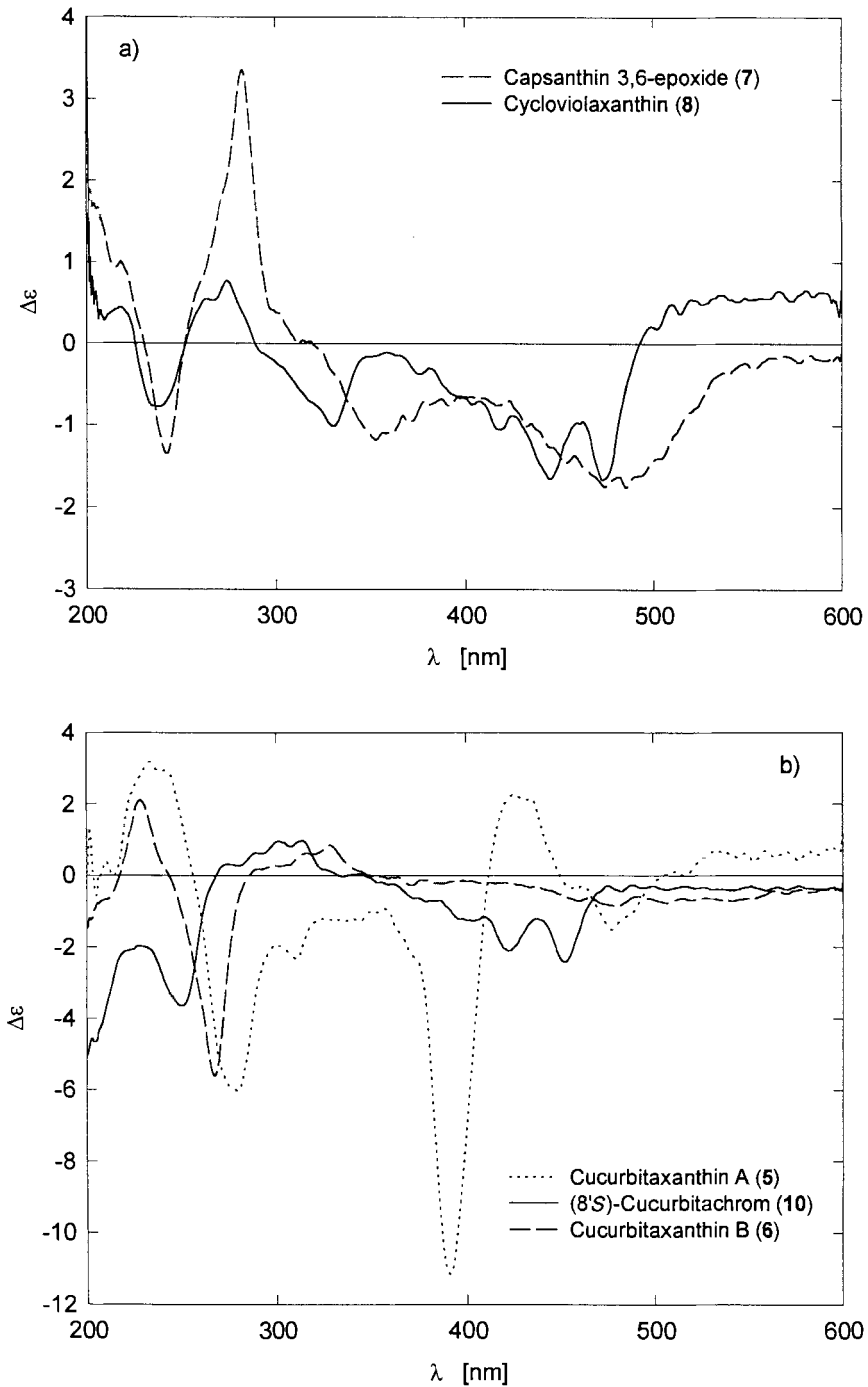 4
a)
Capsanthin 3,6-epoxide (7)
3
Cycloviolaxanthin (8)
2
1
Δε
0
-1
-2
-3
200 300 400 500 600
λ [nm]
4
b)
2
0
-2
Δε
-4
-6
-8
Cucurbitaxanthin A (5)
(8'S)-Cucurbitachrom (10)
-10
Cucurbitaxanthin B (6)
-12
200 300 400 500 600
λ [nm]